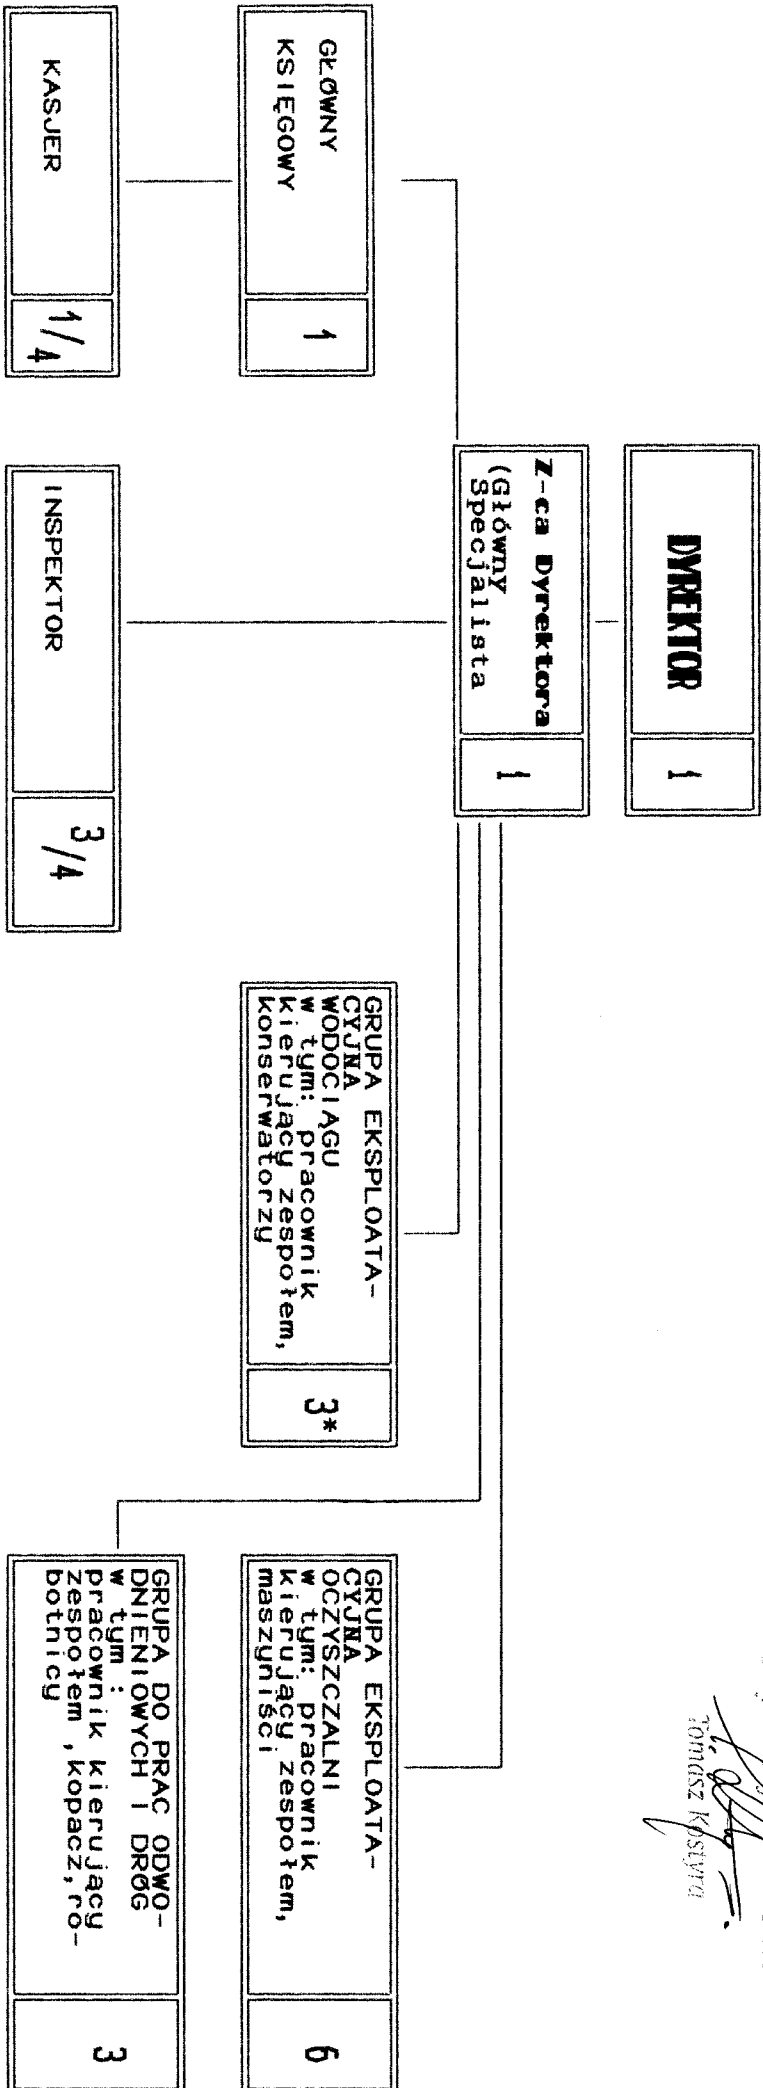 DYREKTOR
1
Z-ca Dyrektora
(Główny
Specjalista
1
GŁÓWNY
KSIĘGOWY
1
KASJER
1/4
INSPEKTOR
3/4
GRUPA EKSPLOATA-
CYJNA
WODOCIĄGU
w tym: pracownik
kierujący zespołem,
konserwatorzy
3*
GRUPA EKSPLOATA-
CYJNA
OCZYSZCZALNI
w tym: pracownik
kierujący zespołem,
maszyniści
6
GRUPA DO PRAC ODWO-
DNIENIOWYCH I DRÓG
w tym :
pracownik kierujący
zespołem ,kopacz,ro-
botnicy
3
Tomasz Kostyra